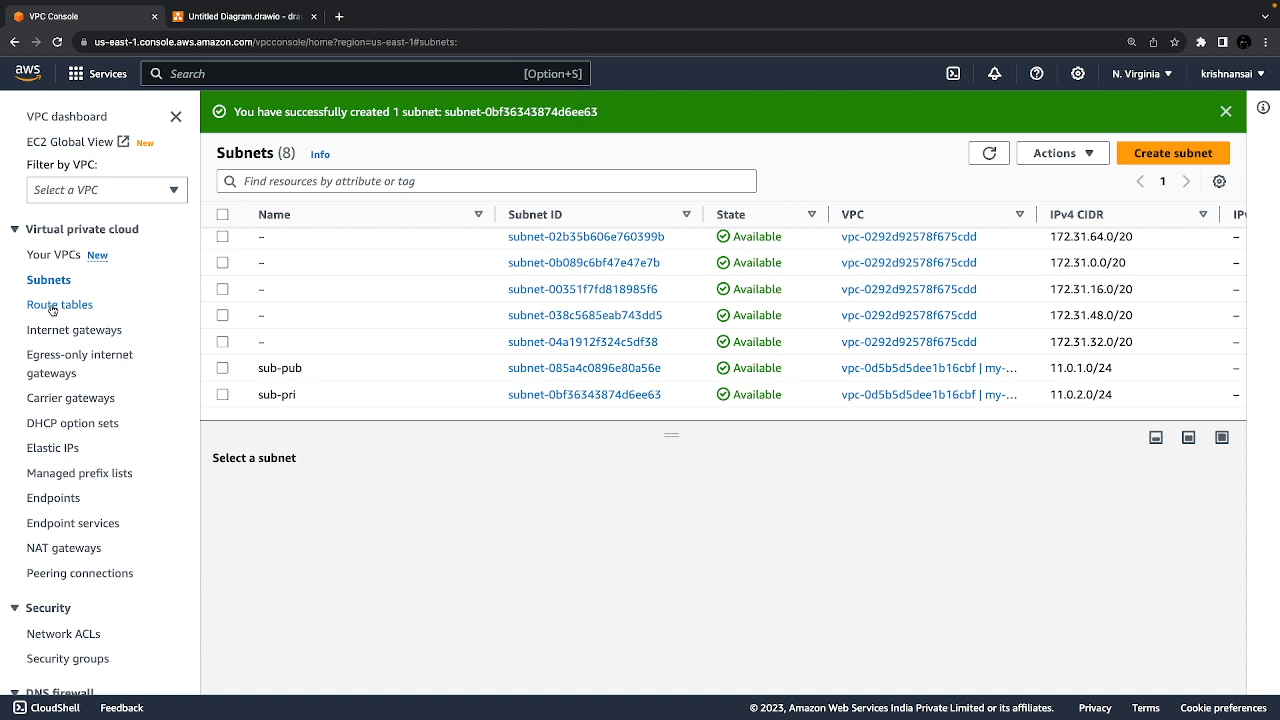 VPC Console
Untitled Diagram.drawio - dra
us-east-1.console.aws.amazon.com/vpcconsole/home?region=us-east-1#subnets:
aws
Services
Search
[Option+S]
N. Virginia
krishnansai
VPC dashboard
EC2 Global View New
Filter by VPC:
Select a VPC
Virtual private cloud
Your VPCs New
Subnets
Route tables
Internet gateways
Egress-only internet
gateways
Carrier gateways
DHCP option sets
Elastic IPs
Managed prefix lists
Endpoints
Endpoint services
NAT gateways
Peering connections
Security
Network ACLs
Security groups
DNS firewall
You have successfully created 1 subnet: subnet-0bf36343874d6ee63
Subnets (8) Info
Actions
Create subnet
Find resources by attribute or tag
1
Name Subnet ID State VPC IPv4 CIDR IPv
– subnet-02b35b606e760399b Available vpc-0292d92578f675cdd 172.31.64.0/20 –
– subnet-0b089c6bf47e47e7b Available vpc-0292d92578f675cdd 172.31.0.0/20 –
– subnet-00351f7fd818985f6 Available vpc-0292d92578f675cdd 172.31.16.0/20 –
– subnet-038c5685eab743dd5 Available vpc-0292d92578f675cdd 172.31.48.0/20 –
– subnet-04a1912f324c5df38 Available vpc-0292d92578f675cdd 172.31.32.0/20 –
sub-pub subnet-085a4c0896e80a56e Available vpc-0d5b5d5dee1b16cbf | my-... 11.0.1.0/24 –
sub-pri subnet-0bf36343874d6ee63 Available vpc-0d5b5d5dee1b16cbf | my-... 11.0.2.0/24 –
Select a subnet
CloudShell
Feedback
© 2023, Amazon Web Services India Private Limited or its affiliates.
Privacy
Terms
Cookie preferences